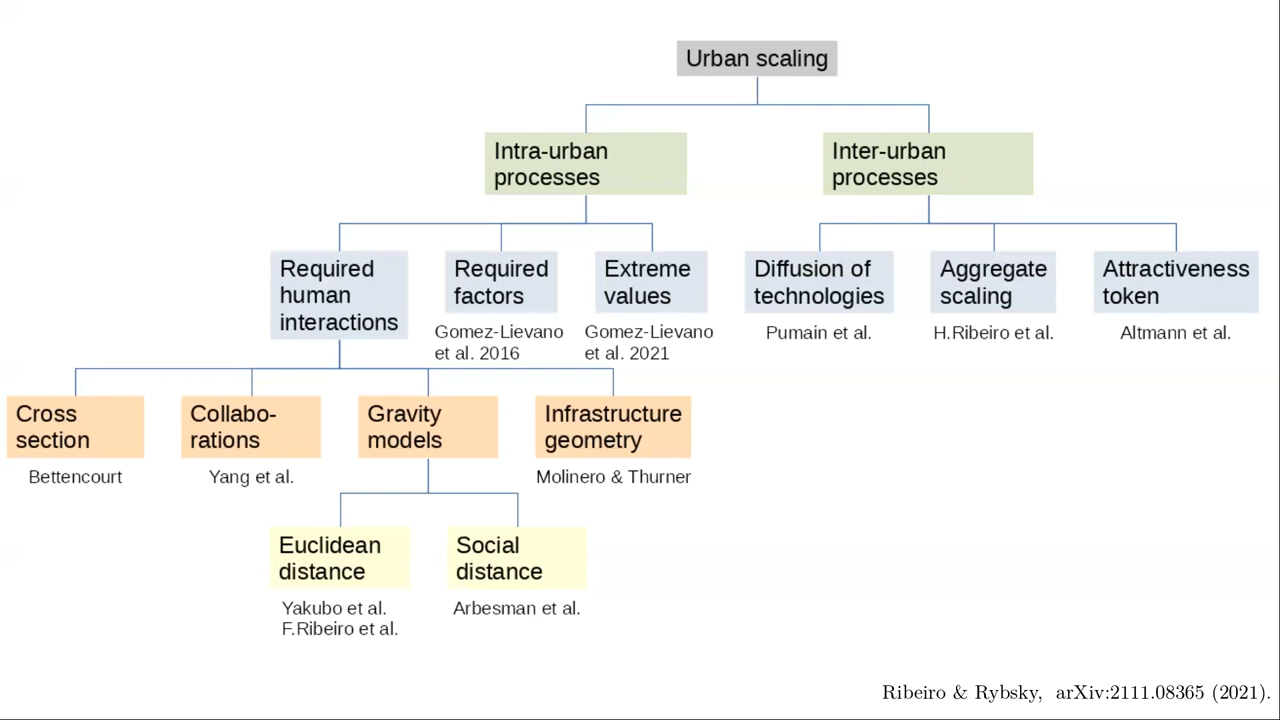 Urban scaling
Intra-urban
processes
Inter-urban
processes
Required
human
interactions
Required
factors
Gomez-Lievano
et al. 2016
Extreme
values
Gomez-Lievano
et al. 2021
Diffusion of
technologies
Pumain et al.
Aggregate
scaling
H.Ribeiro et al.
Attractiveness
token
Altmann et al.
Cross
section
Bettencourt
Collabo-
rations
Yang et al.
Gravity
models
Infrastructure
geometry
Molinero & Thurner
Euclidean
distance
Yakubo et al.
F.Ribeiro et al.
Social
distance
Arbesman et al.
Ribeiro & Rybsky, arXiv:2111.08365 (2021).